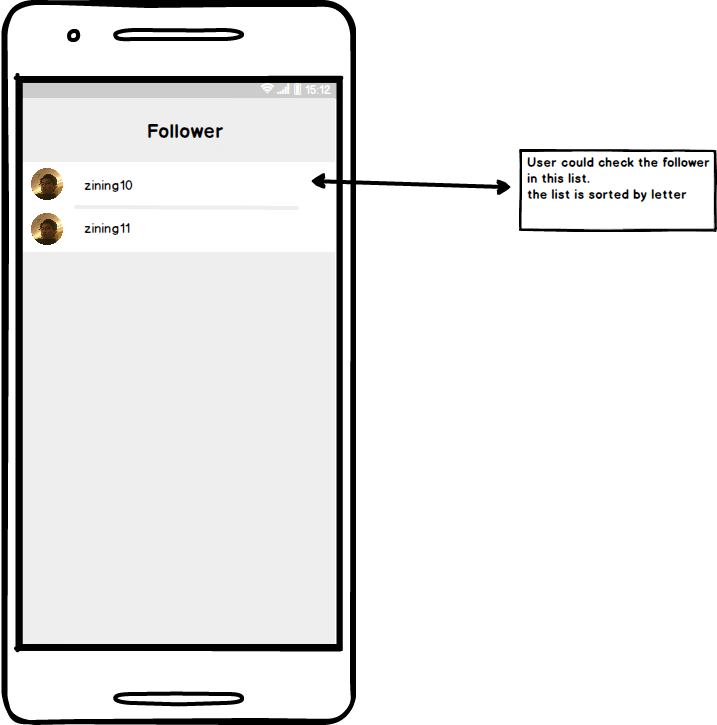 15:12
Follower
zining10
zining11
User could check the follower
in this list.
the list is sorted by letter